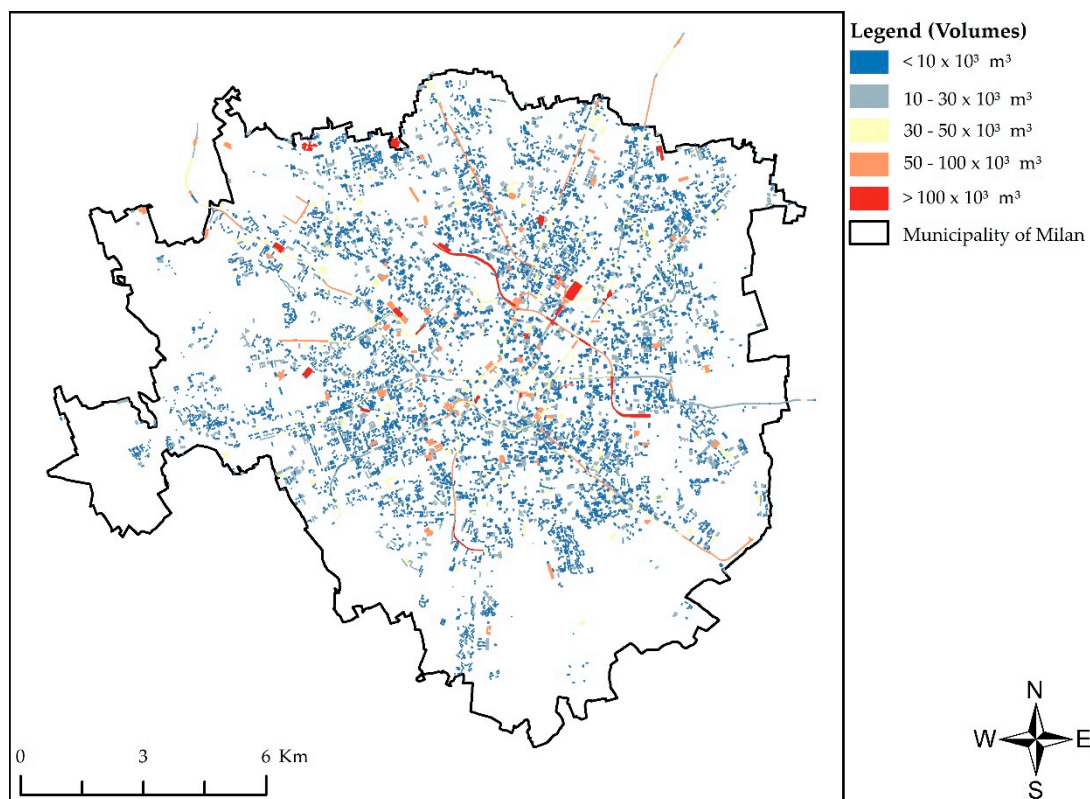 Legend (Volumes)
< 10 x 10³ m³
10 - 30 x 10³ m³
30 - 50 x 10³ m³
50 - 100 x 10³ m³
> 100 x 10³ m³
Municipality of Milan
0 3 6 Km
N
W E
S